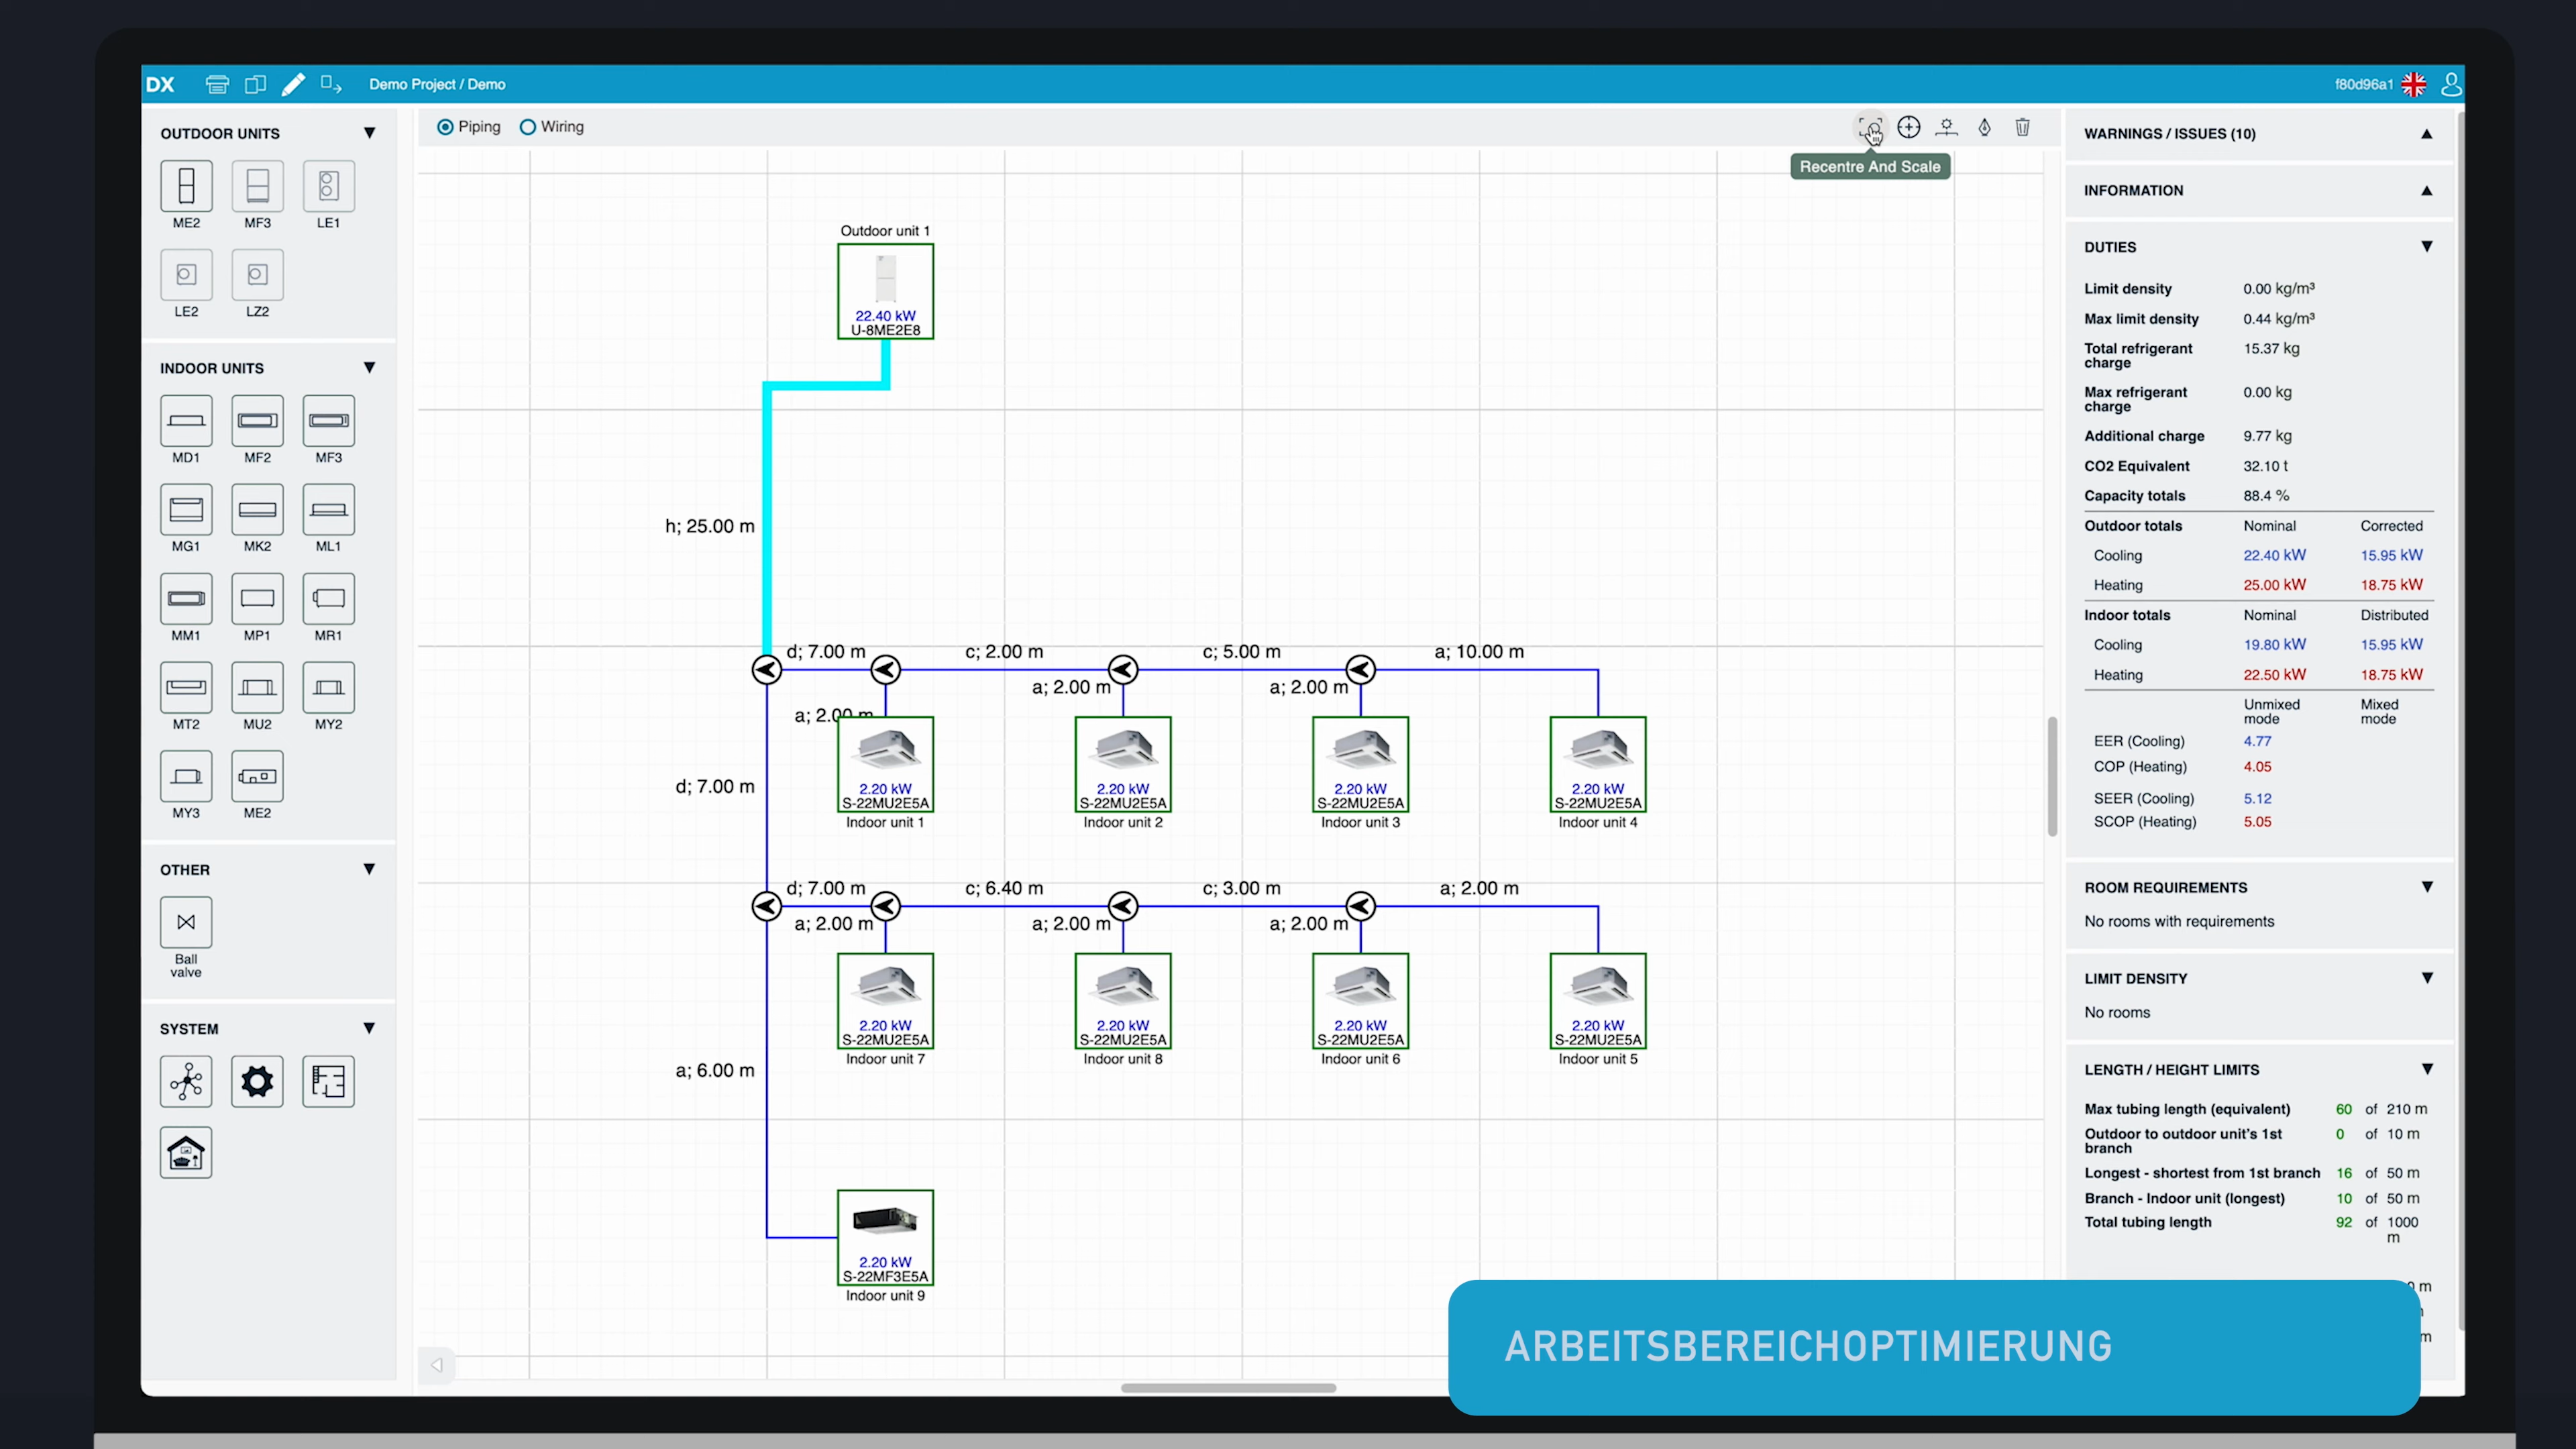 DX
Demo Project / Demo
f80d96a1
OUTDOOR UNITS
ME2
MF3
LE1
LE2
LZ2
INDOOR UNITS
MD1
MF2
MF3
MG1
MK2
ML1
MM1
MP1
MR1
MT2
MU2
MY2
MY3
ME2
OTHER
Ball
valve
SYSTEM
Piping
Wiring
Recentre And Scale
Outdoor unit 1
22.40 kW
U-8ME2E8
h; 25.00 m
d; 7.00 m
c; 2.00 m
c; 5.00 m
a; 10.00 m
a; 2.00 m
a; 2.00 m
a; 2.00 m
2.20 kW
S-22MU2E5A
Indoor unit 1
2.20 kW
S-22MU2E5A
Indoor unit 2
2.20 kW
S-22MU2E5A
Indoor unit 3
2.20 kW
S-22MU2E5A
Indoor unit 4
d; 7.00 m
d; 7.00 m
c; 6.40 m
c; 3.00 m
a; 2.00 m
a; 2.00 m
a; 2.00 m
a; 2.00 m
2.20 kW
S-22MU2E5A
Indoor unit 7
2.20 kW
S-22MU2E5A
Indoor unit 8
2.20 kW
S-22MU2E5A
Indoor unit 6
2.20 kW
S-22MU2E5A
Indoor unit 5
a; 6.00 m
2.20 kW
S-22MF3E5A
Indoor unit 9
WARNINGS / ISSUES (10)
INFORMATION
DUTIES
Limit density 0.00 kg/m³
Max limit density 0.44 kg/m³
Total refrigerant
charge 15.37 kg
Max refrigerant
charge 0.00 kg
Additional charge 9.77 kg
CO2 Equivalent 32.10 t
Capacity totals 88.4 %
Outdoor totals Nominal Corrected
Cooling 22.40 kW 15.95 kW
Heating 25.00 kW 18.75 kW
Indoor totals Nominal Distributed
Cooling 19.80 kW 15.95 kW
Heating 22.50 kW 18.75 kW
Unmixed
mode
Mixed
mode
EER (Cooling) 4.77
COP (Heating) 4.05
SEER (Cooling) 5.12
SCOP (Heating) 5.05
ROOM REQUIREMENTS
No rooms with requirements
LIMIT DENSITY
No rooms
LENGTH / HEIGHT LIMITS
Max tubing length (equivalent) 60 of 210 m
Outdoor to outdoor unit's 1st
branch 0 of 10 m
Longest - shortest from 1st branch 16 of 50 m
Branch - Indoor unit (longest) 10 of 50 m
Total tubing length 92 of 1000
m
ARBEITSBEREICHOPTIMIERUNG